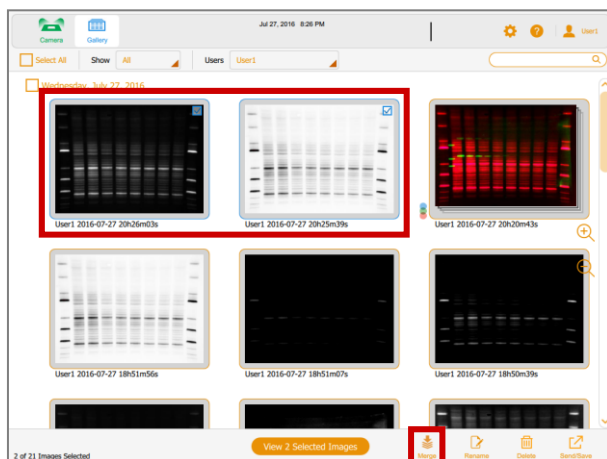 Jul 27, 2016 8:26 PM
Camera Gallery User1
Select All Show All Users User1
Wednesday, July 27, 2016
User1 2016-07-27 20h26m03s User1 2016-07-27 20h25m39s User1 2016-07-27 20h20m43s
User1 2016-07-27 18h51m56s User1 2016-07-27 18h51m07s User1 2016-07-27 18h50m39s
View 2 Selected Images
2 of 21 Images Selected Merge Rename Delete Send/Save